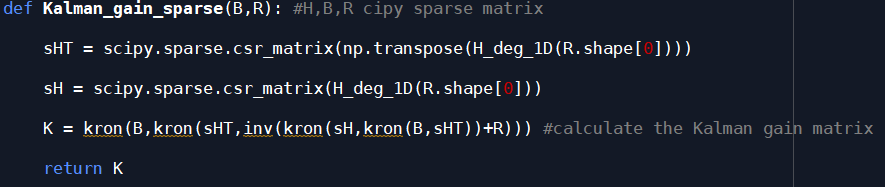 def Kalman_gain_sparse(B,R): #H,B,R cipy sparse matrix
sHT = scipy.sparse.csr_matrix(np.transpose(H_deg_1D(R.shape[0])))
sH = scipy.sparse.csr_matrix(H_deg_1D(R.shape[0]))
K = kron(B,kron(sHT,inv(kron(sH,kron(B,sHT))+R))) #calculate the Kalman gain matrix
return K